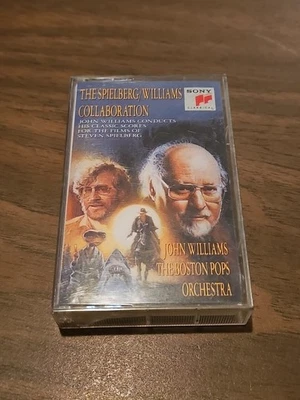 THE SPIELBERG/WILLIAMS
COLLABORATION
JOHN WILLIAMS CONDUCTS
HIS CLASSIC SCORES
FOR THE FILMS OF
STEVEN SPIELBERG
SONY
CLASSICAL
JOHN WILLIAMS
THE BOSTON POPS
ORCHESTRA